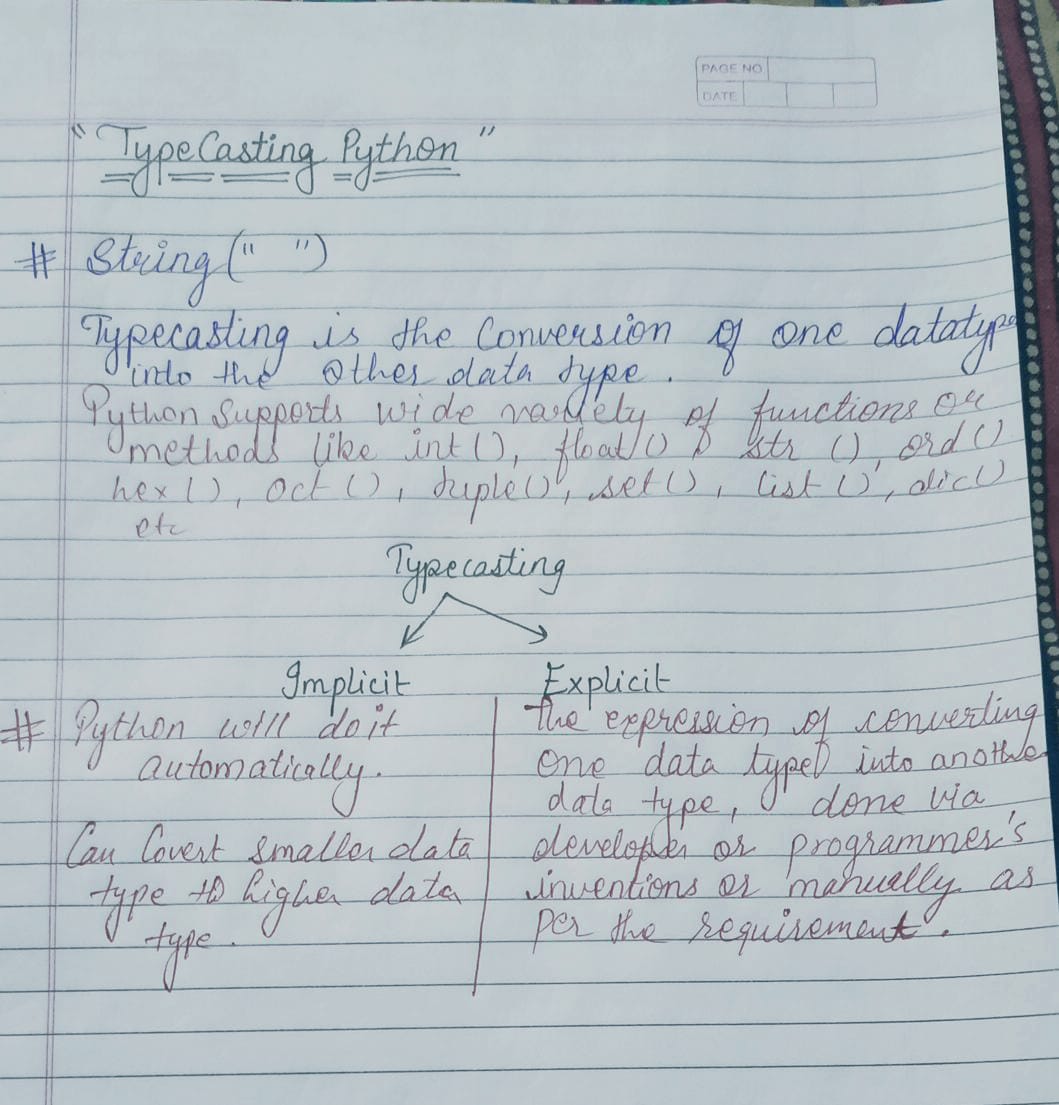 PAGE NO
DATE
" TypeCasting Python "
# String (" ")
Typecasting is the Conversion of one datatype
into the Other data type.
Python Supports wide variety of functions or
methods like int (), float (), str (), ord ()
hex (), oct (), tuple (), set (), list (), dic ()
etc
Typecasting
Implicit
Explicit
# Python will do it
automatically.
Can Covert smaller data
type to higher data
type.
The expression of converting
One data type into another
data type, done via
developer or programmer's
inventions or manually as
per the requirement.